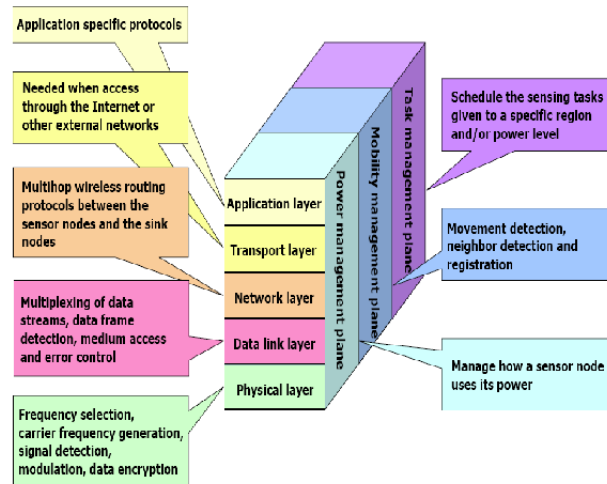 Application specific protocols
Needed when access
through the Internet or
other external networks
Multihop wireless routing
protocols between the
sensor nodes and the sink
nodes
Multiplexing of data
streams, data frame
detection, medium access
and error control
Frequency selection,
carrier frequency generation,
signal detection,
modulation, data encryption
Application layer
Transport layer
Network layer
Data link layer
Physical layer
Power management plane
Mobility management plane
Task management plane
Schedule the sensing tasks
given to a specific region
and/or power level
Movement detection,
neighbor detection and
registration
Manage how a sensor node
uses its power